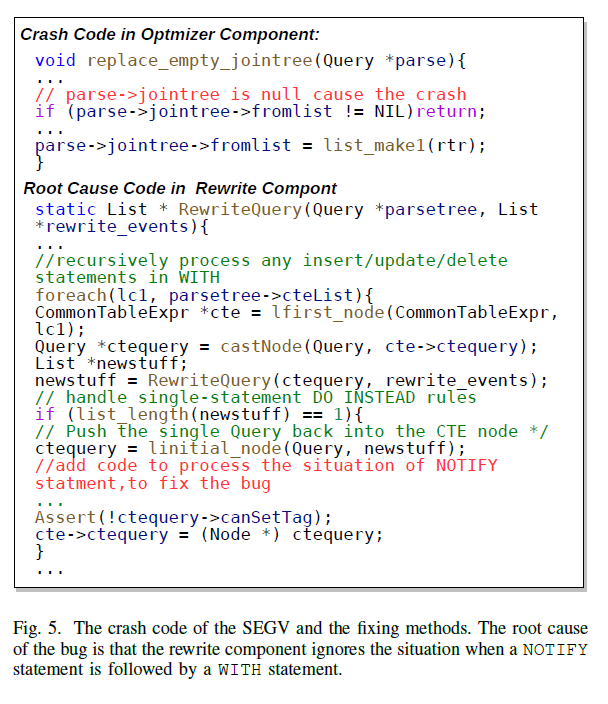 Crash Code in Optmizer Component:
void replace_empty_jointree(Query *parse){
...
// parse->jointree is null cause the crash
if (parse->jointree->fromlist != NIL)return;
...
parse->jointree->fromlist = list_make1(rtr);
}
Root Cause Code in Rewrite Compont
static List * RewriteQuery(Query *parsetree, List
*rewrite_events){
...
//recursively process any insert/update/delete
statements in WITH
foreach(lc1, parsetree->cteList){
CommonTableExpr *cte = lfirst_node(CommonTableExpr,
lc1);
Query *ctequery = castNode(Query, cte->ctequery);
List *newstuff;
newstuff = RewriteQuery(ctequery, rewrite_events);
// handle single-statement DO INSTEAD rules
if (list_length(newstuff) == 1){
// Push the single Query back into the CTE node */
ctequery = linitial_node(Query, newstuff);
//add code to process the situation of NOTIFY
statment,to fix the bug
...
Assert(!ctequery->canSetTag);
cte->ctequery = (Node *) ctequery;
}
...
Fig. 5. The crash code of the SEGV and the fixing methods. The root cause
of the bug is that the rewrite component ignores the situation when a NOTIFY
statement is followed by a WITH statement.